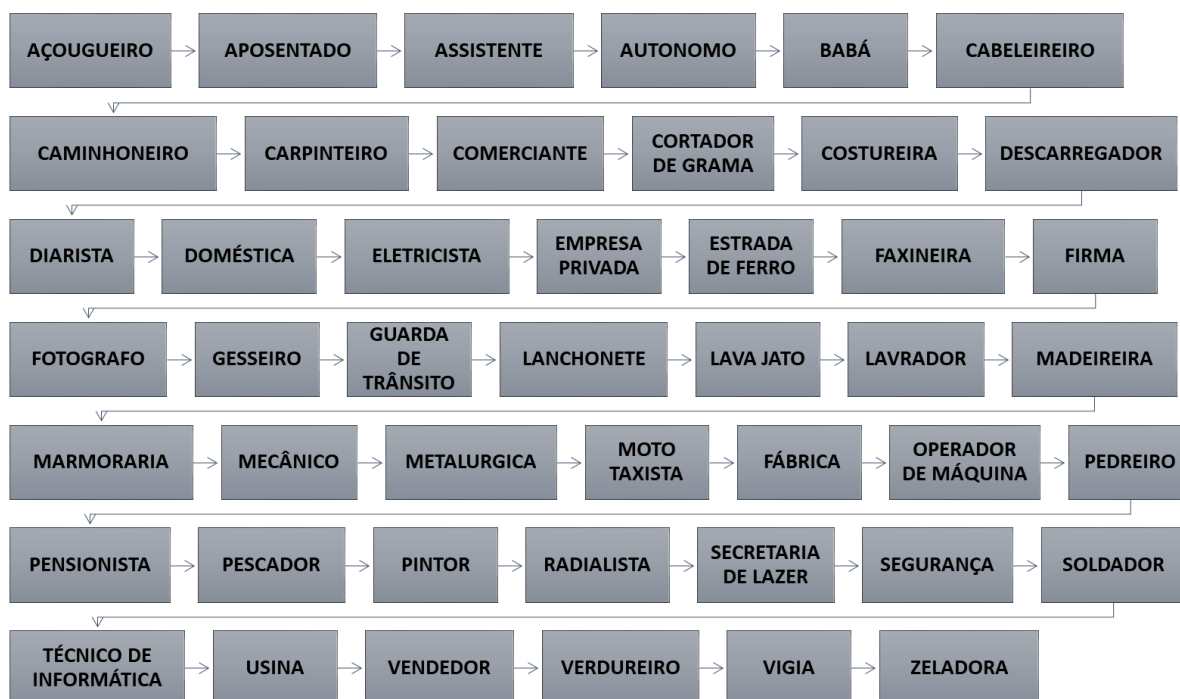 AÇOUGUEIRO
APOSENTADO
ASSISTENTE
AUTONOMO
BABÁ
CABELEIREIRO
CAMINHONEIRO
CARPINTEIRO
COMERCIANTE
CORTADOR
DE GRAMA
COSTUREIRA
DESCARREGADOR
DIARISTA
DOMÉSTICA
ELETRICISTA
EMPRESA
PRIVADA
ESTRADA
DE FERRO
FAXINEIRA
FIRMA
FOTOGRAFO
GESSEIRO
GUARDA
DE
TRÂNSITO
LANCHONETE
LAVA JATO
LAVRADOR
MADEIREIRA
MARMORARIA
MECÂNICO
METALURGICA
MOTO
TAXISTA
FÁBRICA
OPERADOR
DE MÁQUINA
PEDREIRO
PENSIONISTA
PESCADOR
PINTOR
RADIALISTA
SECRETARIA
DE LAZER
SEGURANÇA
SOLDADOR
TÉCNICO DE
INFORMÁTICA
USINA
VENDEDOR
VERDUREIRO
VIGIA
ZELADORA